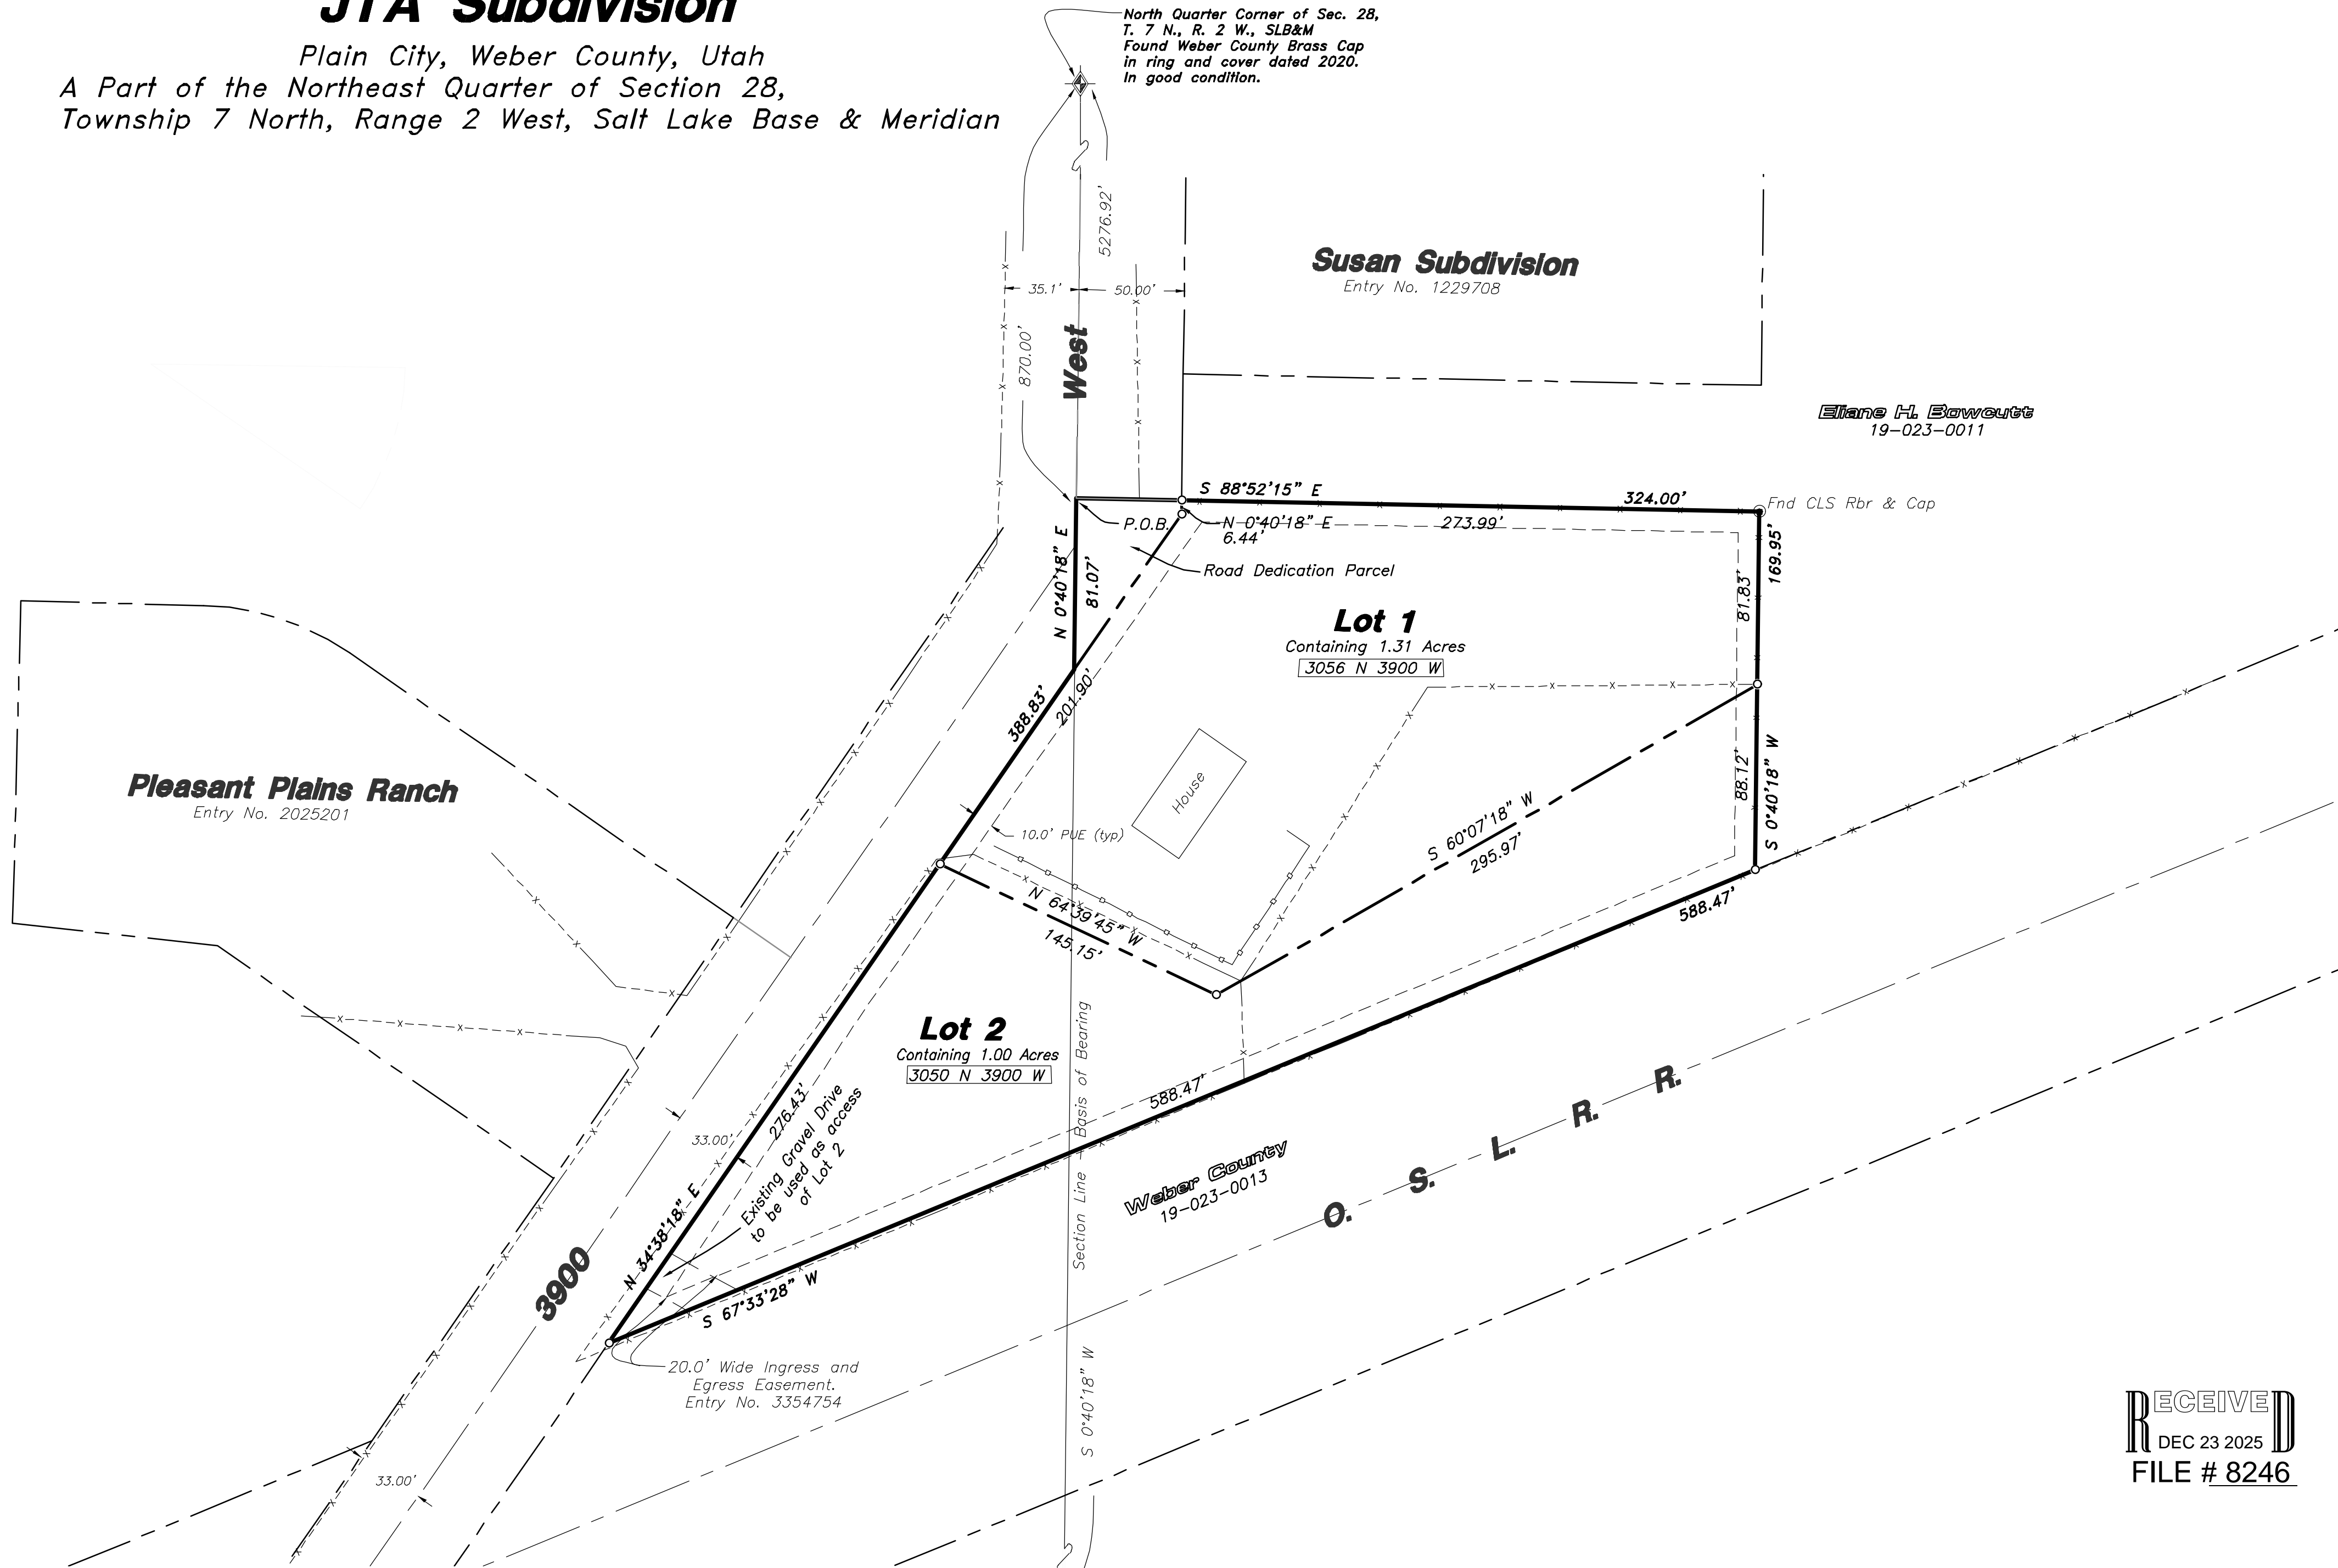 JTA Subdivision
Plain City, Weber County, Utah
A Part of the Northeast Quarter of Section 28,
Township 7 North, Range 2 West, Salt Lake Base & Meridian
North Quarter Corner of Sec. 28,
T. 7 N., R. 2 W., SLB&M
Found Weber County Brass Cap
in ring and cover dated 2020.
In good condition.
5276.92'
35.1'
50.00'
870.00'
West
Susan Subdivision
Entry No. 1229708
Eliane H. Bowcutt
19-023-0011
S 88°52'15" E
324.00'
Fnd CLS Rbr & Cap
P.O.B.
N 0°40'18" E
6.44'
273.99'
Road Dedication Parcel
N 0°40'18" E
81.07'
169.95'
81.83'
Lot 1
Containing 1.31 Acres
3056 N 3900 W
388.83'
201.90'
House
88.12'
S 0°40'18" W
Pleasant Plains Ranch
Entry No. 2025201
10.0' PUE (typ)
S 60°07'18" W
295.97'
N 64°39'45" W
145.15'
588.47'
Lot 2
Containing 1.00 Acres
3050 N 3900 W
588.47'
Section Line - Basis of Bearing
276.43'
33.00'
Existing Gravel Drive
to be used as access
of Lot 2
N 34°38'18" E
Weber County
19-023-0013
O. S. L. R. R.
3900
S 67°33'28" W
20.0' Wide Ingress and
Egress Easement.
Entry No. 3354754
S 0°40'18" W
33.00'
RECEIVED
DEC 23 2025
FILE # 8246